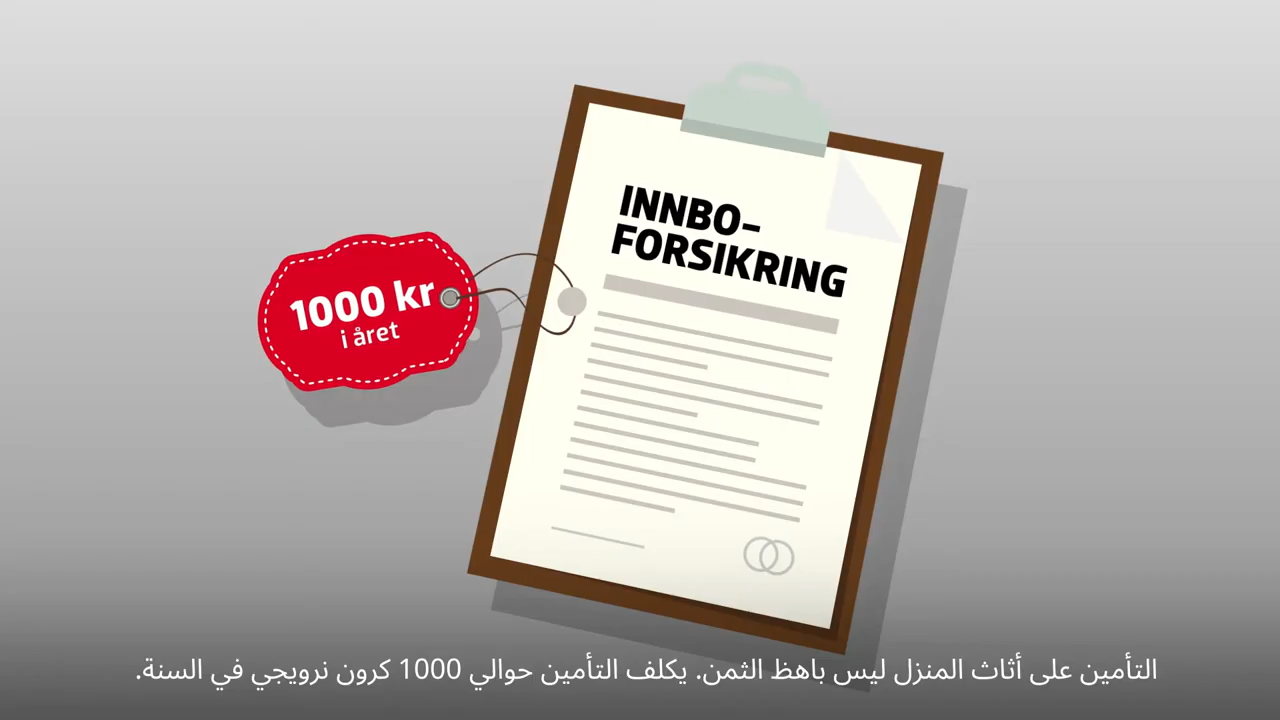 INNBO-
FORSIKRING
1000 kr
i året
التأمين على أثاث المنزل ليس باهظ الثمن. يكلف التأمين حوالي 1000 كرون نرويجي في السنة.